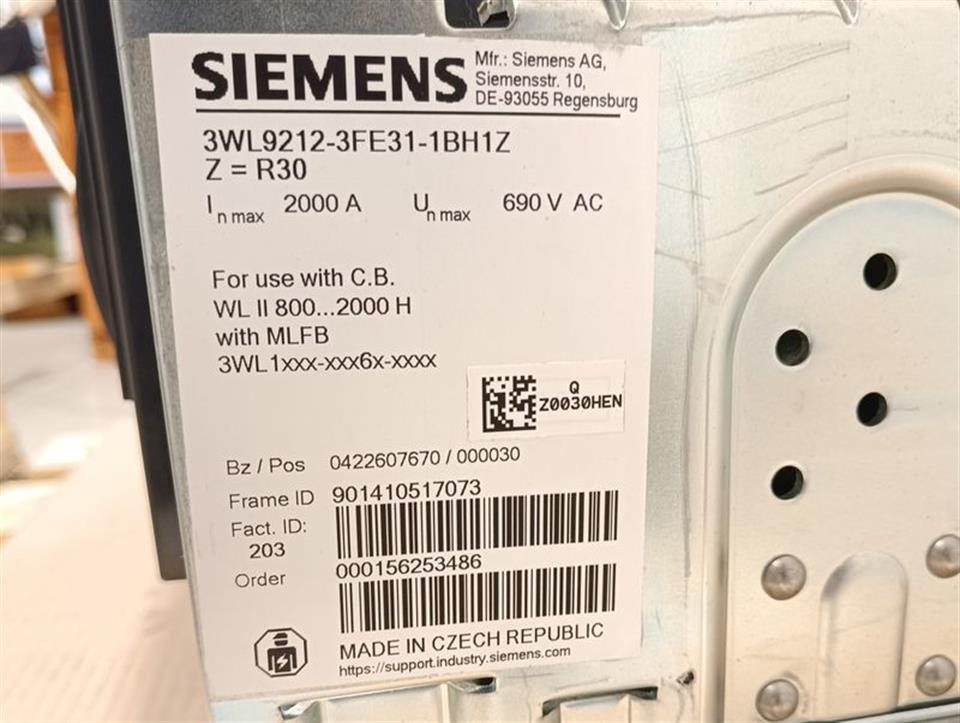 SIEMENS
Mfr.: Siemens AG,
Siemensstr. 10,
DE-93055 Regensburg
3WL9212-3FE31-1BH1Z
Z = R30
In max 2000 A Un max 690 V AC
For use with C.B.
WL II 800...2000 H
with MLFB
3WL1xxx-xxx6x-xxxx
Q
Z0030HEN
Bz / Pos 0422607670 / 000030
Frame ID 901410517073
Fact. ID:
203
000156253486
Order
MADE IN CZECH REPUBLIC
https://support.industry.siemens.com